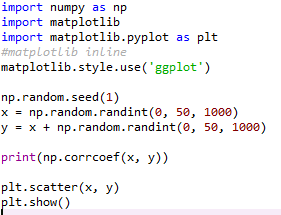 import numpy as np
import matplotlib
import matplotlib.pyplot as plt
#matplotlib inline
matplotlib.style.use('ggplot')
np.random.seed(1)
x = np.random.randint(0, 50, 1000)
y = x + np.random.randint(0, 50, 1000)
print(np.corrcoef(x, y))
plt.scatter(x, y)
plt.show()